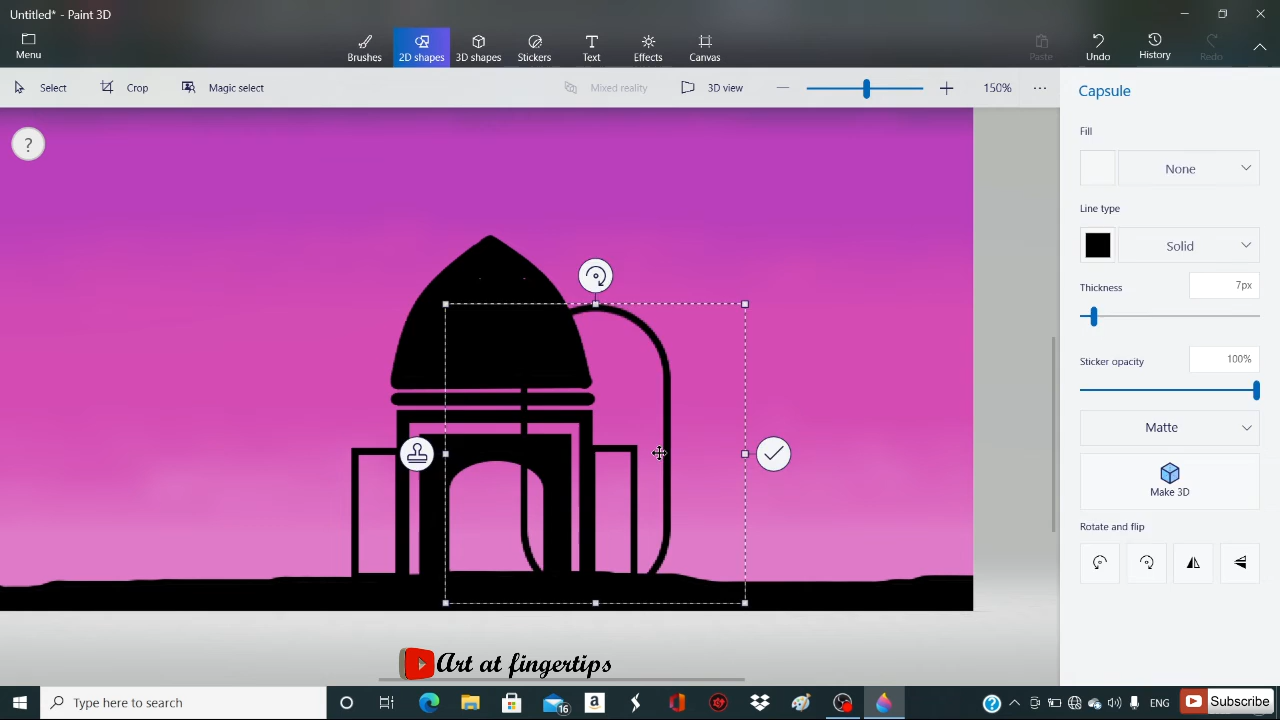 Untitled* - Paint 3D
Menu
Brushes
2D shapes
3D shapes
Stickers
Text
Effects
Canvas
Paste
Undo
History
Redo
Select
Crop
Magic select
Mixed reality
3D view
150%
?
Capsule
Fill
None
Line type
Solid
Thickness
7px
Sticker opacity
100%
Matte
Make 3D
Rotate and flip
Art at fingertips
Type here to search
16
a
?
ENG
Subscribe